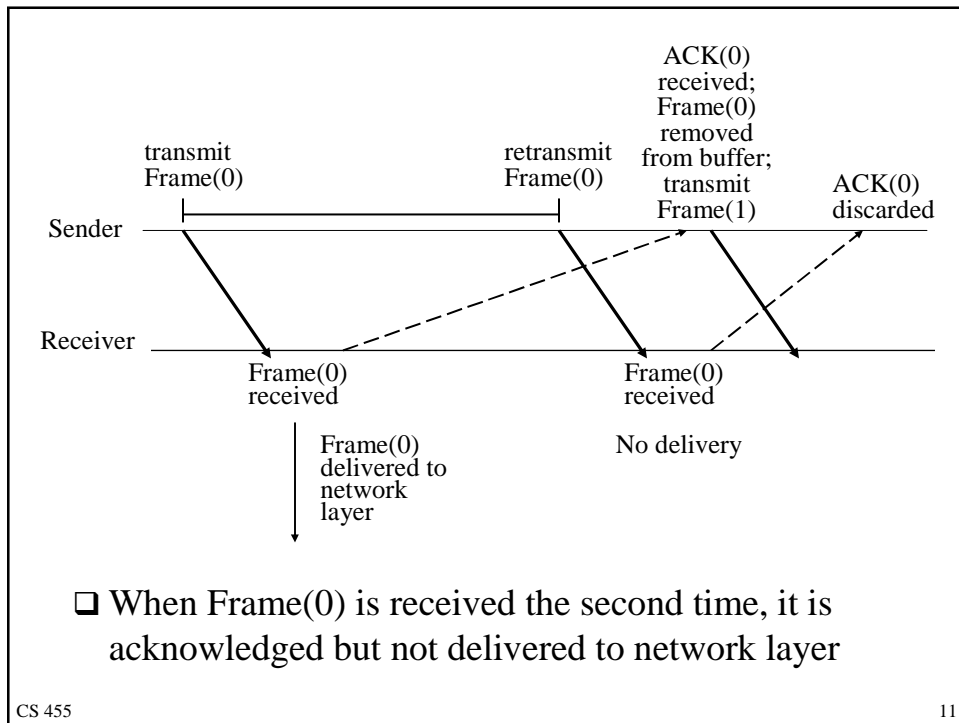 transmit
Frame(0)
retransmit
Frame(0)
ACK(0)
received;
Frame(0)
removed
from buffer;
transmit
Frame(1)
ACK(0)
discarded
Sender
Receiver
Frame(0)
received
Frame(0)
received
Frame(0)
delivered to
network
layer
No delivery
❑ When Frame(0) is received the second time, it is
acknowledged but not delivered to network layer
CS 455
11